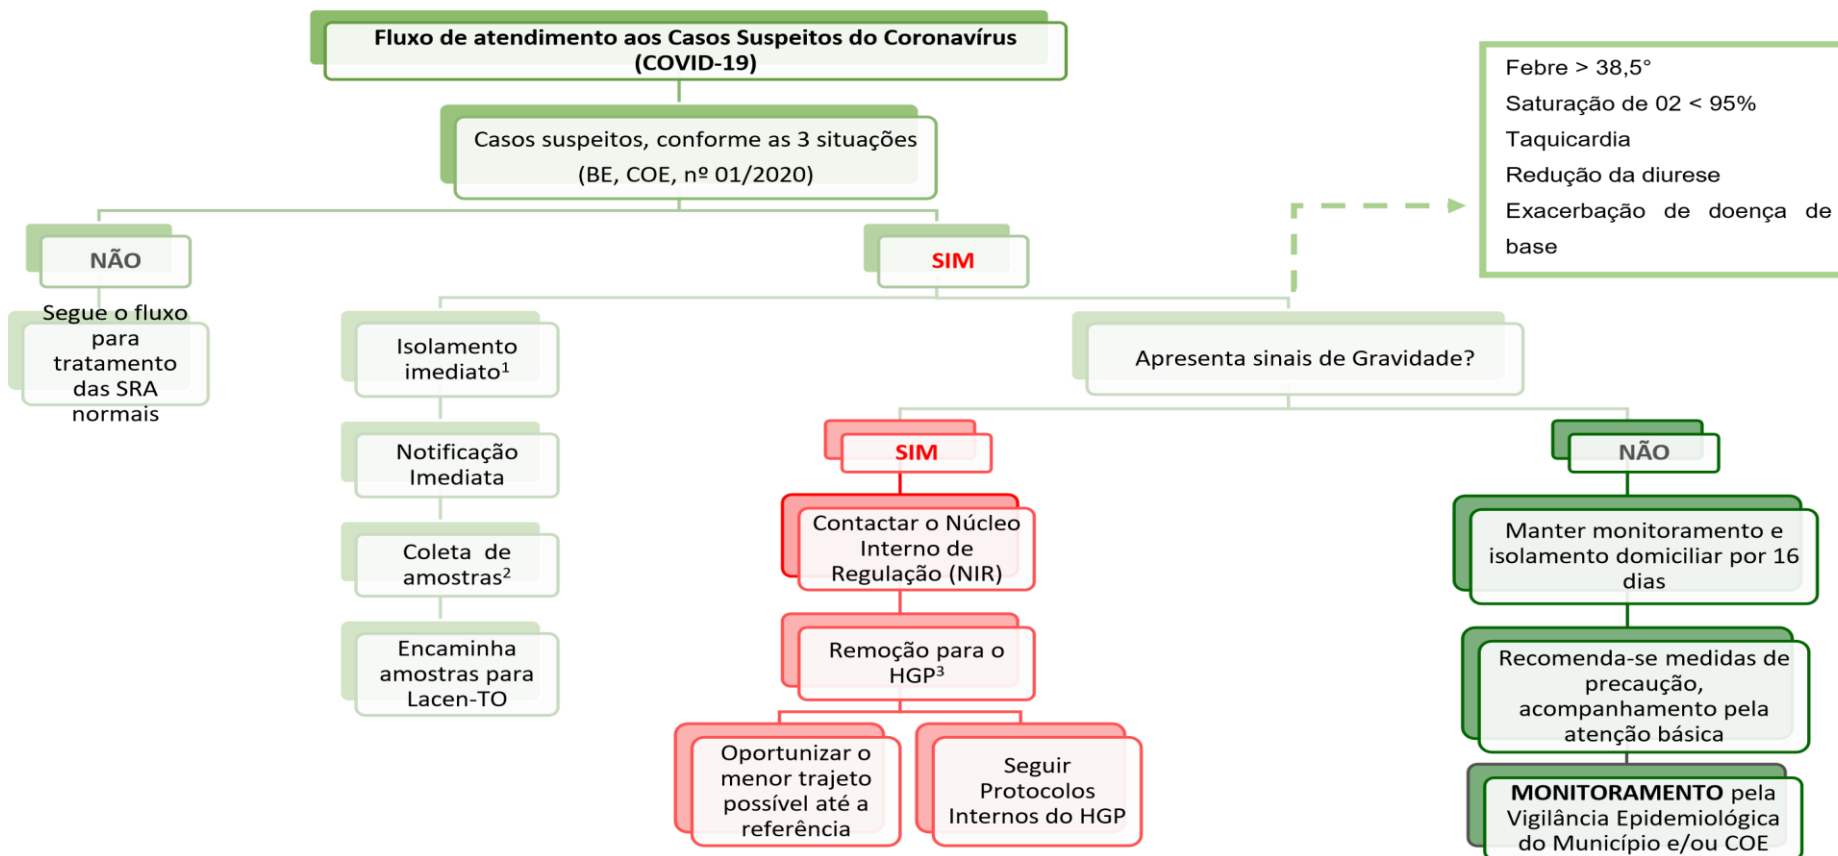 Fluxo de atendimento aos Casos Suspeitos do Coronavírus
(COVID-19)
Casos suspeitos, conforme as 3 situações
(BE, COE, nº 01/2020)
Febre > 38,5°
Saturação de 02 < 95%
Taquicardia
Redução da diurese
Exacerbação de doença de
base
NÃO
Segue o fluxo
para
tratamento
das SRA
normais
SIM
Isolamento
imediato¹
Notificação
Imediata
Coleta de
amostras²
Encaminha
amostras para
Lacen-TO
Apresenta sinais de Gravidade?
SIM
Contactar o Núcleo
Interno de
Regulação (NIR)
Remoção para o
HGP³
Oportunizar o
menor trajeto
possível até a
referência
Seguir
Protocolos
Internos do HGP
NÃO
Manter monitoramento e
isolamento domiciliar por 16
dias
Recomenda-se medidas de
precaução,
acompanhamento pela
atenção básica
MONITORAMENTO pela
Vigilância Epidemiológica
do Município e/ou COE